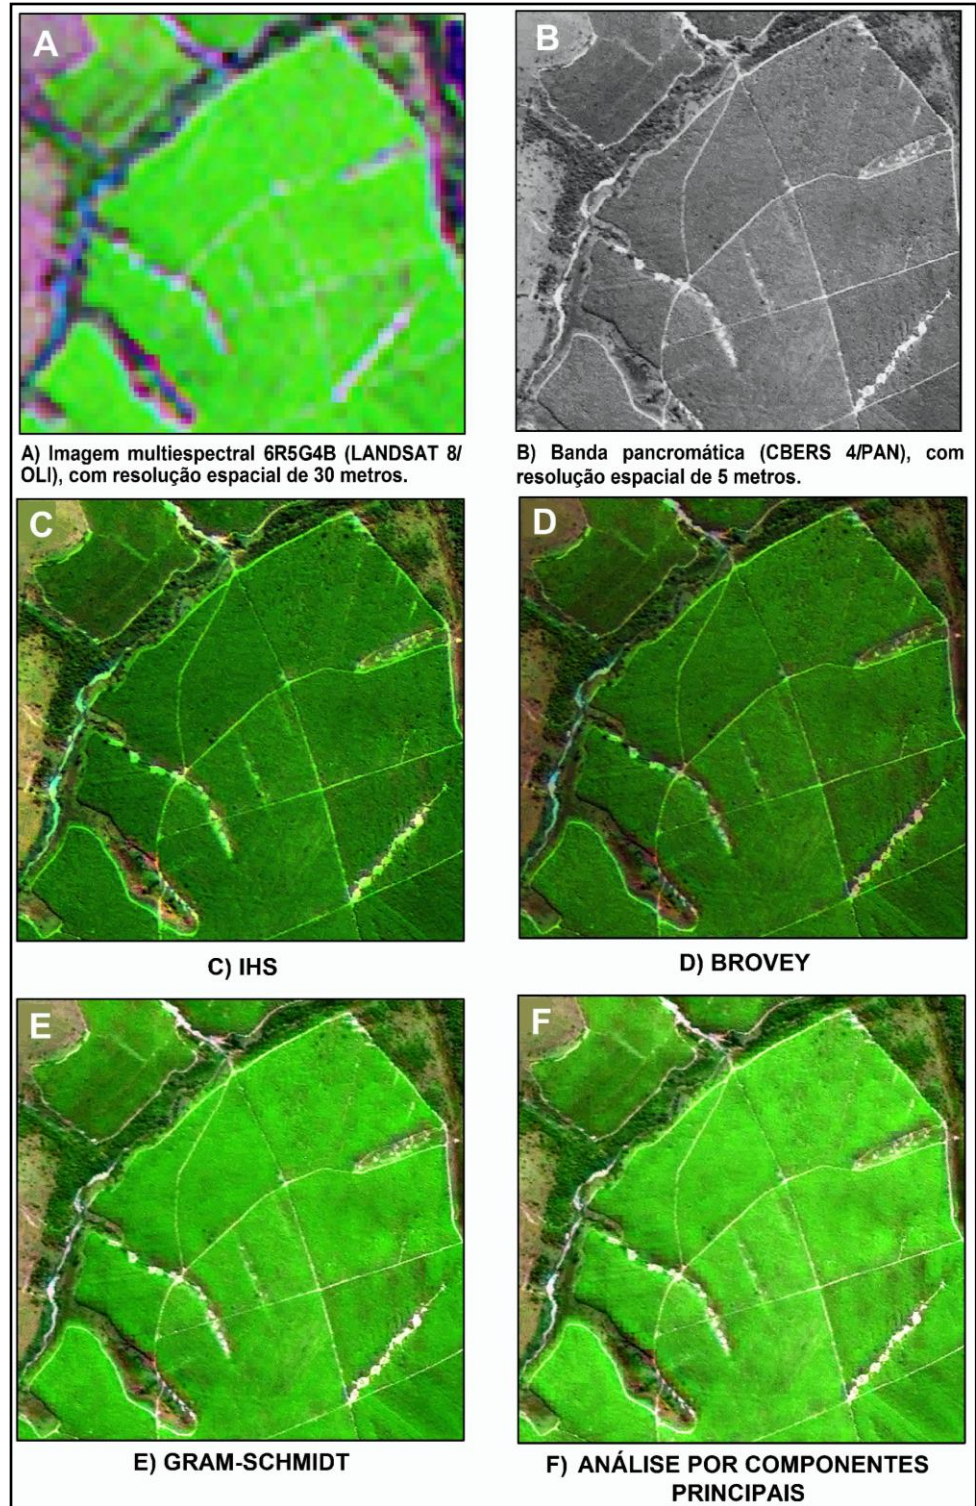 A
B
A) Imagem multiespectral 6R5G4B (LANDSAT 8/
OLI), com resolução espacial de 30 metros.
B) Banda pancromática (CBERS 4/PAN), com
resolução espacial de 5 metros.
C
D
C) IHS
D) BROVEY
E
F
E) GRAM-SCHMIDT
F) ANÁLISE POR COMPONENTES
PRINCIPAIS